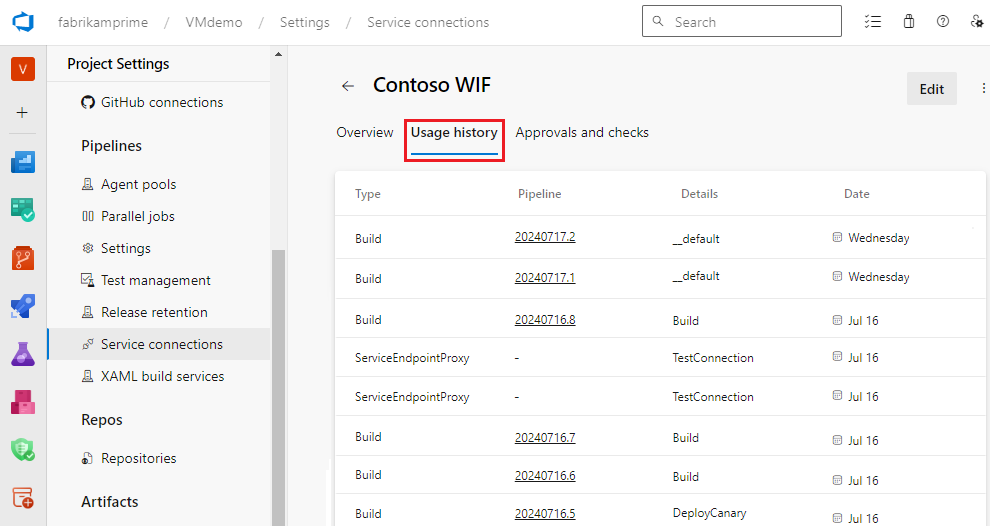 fabrikamprime / VMdemo / Settings / Service connections Search
V
Project Settings
GitHub connections
Pipelines
Agent pools
Parallel jobs
Settings
Test management
Release retention
Service connections
XAML build services
Repos
Repositories
Artifacts
← Contoso WIF Edit
Overview Usage history Approvals and checks
Type Pipeline Details Date
Build 20240717.2 __default Wednesday
Build 20240717.1 __default Wednesday
Build 20240716.8 Build Jul 16
ServiceEndpointProxy - TestConnection Jul 16
ServiceEndpointProxy - TestConnection Jul 16
Build 20240716.7 Build Jul 16
Build 20240716.6 Build Jul 16
Build 20240716.5 DeployCanary Jul 16